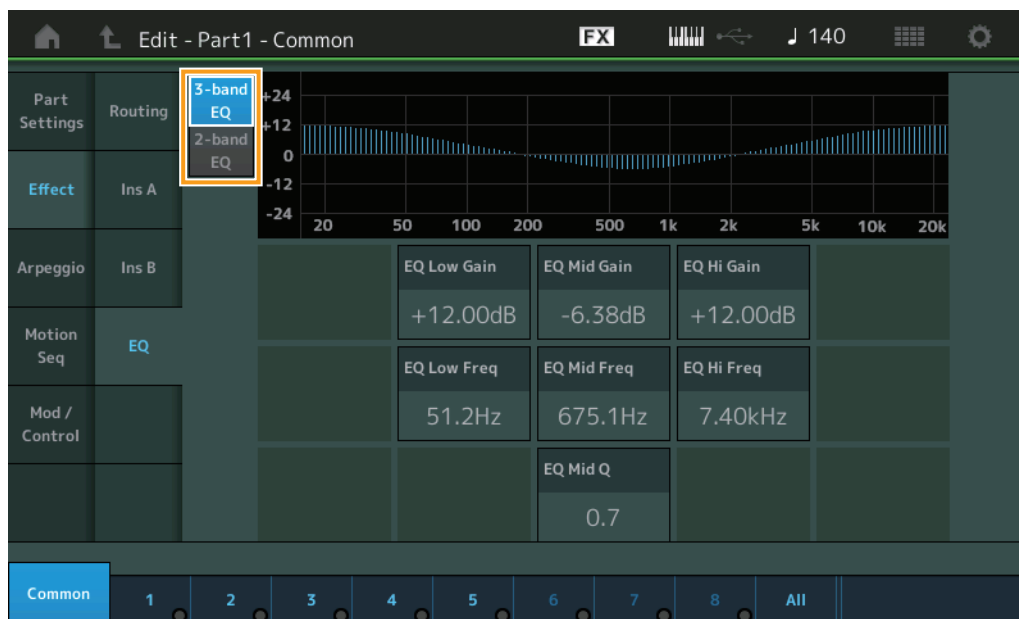 Edit - Part1 - Common
FX
♩ 140
Part
Settings
Routing
3-band
EQ
2-band
EQ
+24
+12
0
-12
-24
20 50 100 200 500 1k 2k 5k 10k 20k
Effect
Ins A
Arpeggio
Ins B
Motion
Seq
EQ
Mod /
Control
EQ Low Gain
+12.00dB
EQ Mid Gain
-6.38dB
EQ Hi Gain
+12.00dB
EQ Low Freq
51.2Hz
EQ Mid Freq
675.1Hz
EQ Hi Freq
7.40kHz
EQ Mid Q
0.7
Common 1 2 3 4 5 6 7 8 All